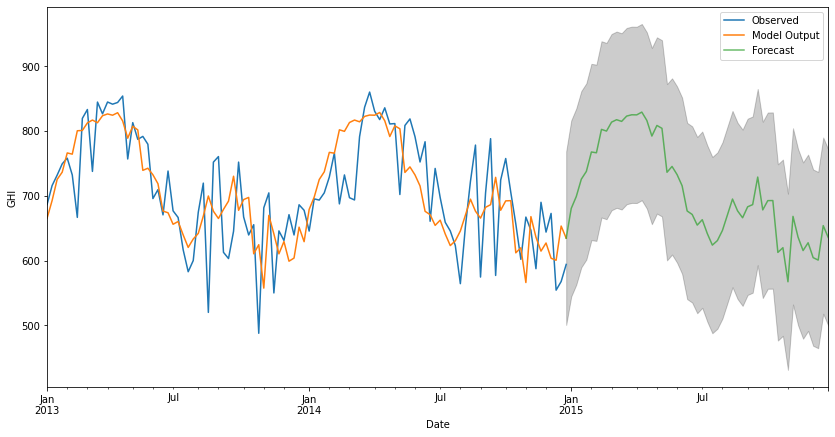 Observed
Model Output
Forecast
900
800
700
600
500
GHI
Jan
2013
Jul
Jan
2014
Jul
Jan
2015
Jul
Date